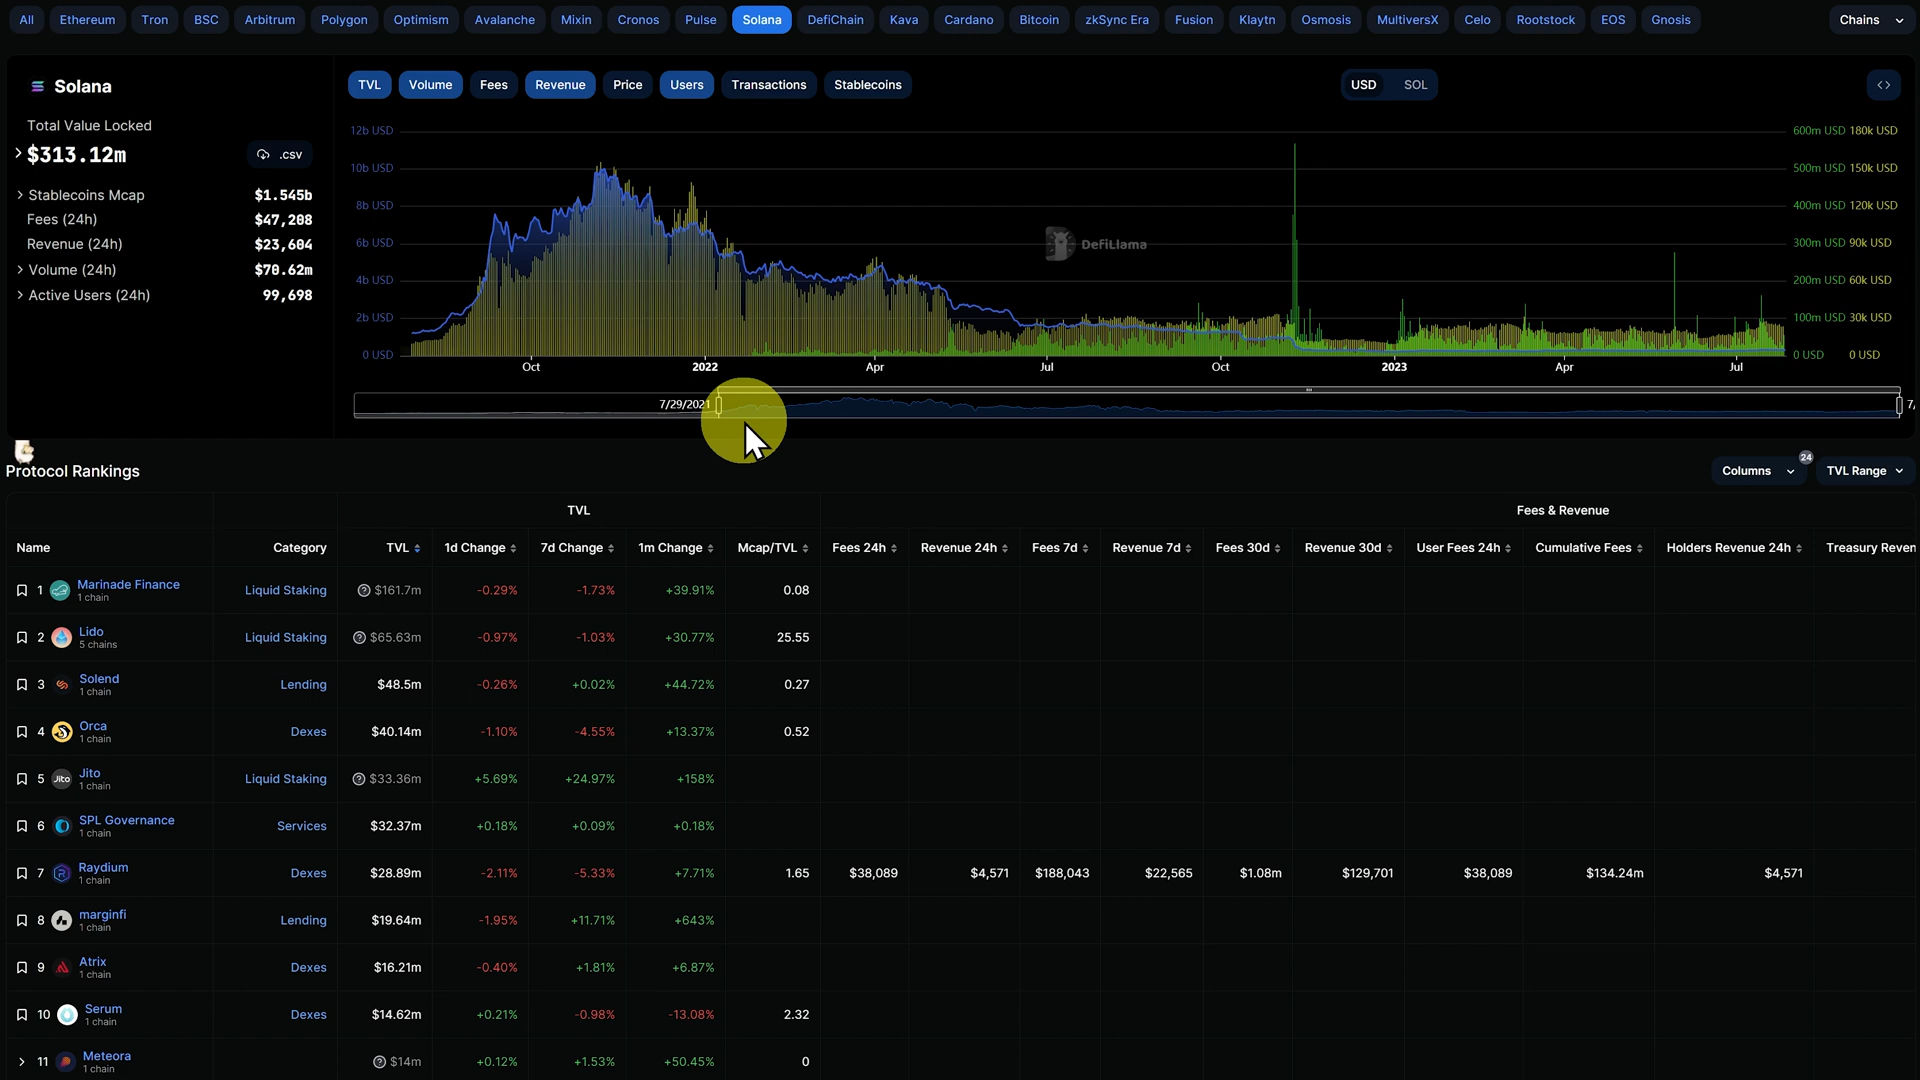 All Ethereum Tron BSC Arbitrum Polygon Optimism Avalanche Mixin Cronos Pulse Solana DefiChain Kava Cardano Bitcoin zkSync Era Fusion Klaytn Osmosis MultiversX Celo Rootstock EOS Gnosis Chains
Solana
TVL Volume Fees Revenue Price Users Transactions Stablecoins USD SOL
Total Value Locked
$313.12m .csv
Stablecoins Mcap $1.545b
Fees (24h) $47,208
Revenue (24h) $23,604
Volume (24h) $70.62m
Active Users (24h) 99,698
12b USD 600m USD 180k USD
10b USD 500m USD 150k USD
8b USD 400m USD 120k USD
6b USD 300m USD 90k USD
4b USD 200m USD 60k USD
2b USD 100m USD 30k USD
0 USD 0 USD 0 USD
DefiLlama
Oct 2022 Apr Jul Oct 2023 Apr Jul
7/29/2021 7/
Protocol Rankings
Columns 24 TVL Range
TVL Fees & Revenue
Name Category TVL 1d Change 7d Change 1m Change Mcap/TVL Fees 24h Revenue 24h Fees 7d Revenue 7d Fees 30d Revenue 30d User Fees 24h Cumulative Fees Holders Revenue 24h Treasury Reven
1 Marinade Finance Liquid Staking $161.7m -0.29% -1.73% +39.91% 0.08
1 chain
2 Lido Liquid Staking $65.63m -0.97% -1.03% +30.77% 25.55
5 chains
3 Solend Lending $48.5m -0.26% +0.02% +44.72% 0.27
1 chain
4 Orca Dexes $40.14m -1.10% -4.55% +13.37% 0.52
1 chain
5 Jito Jito Liquid Staking $33.36m +5.69% +24.97% +158%
1 chain
6 SPL Governance Services $32.37m +0.18% +0.09% +0.18%
1 chain
7 Raydium Dexes $28.89m -2.11% -5.33% +7.71% 1.65 $38,089 $4,571 $188,043 $22,565 $1.08m $129,701 $38,089 $134.24m $4,571
1 chain
8 marginfi Lending $19.64m -1.95% +11.71% +643%
1 chain
9 Atrix Dexes $16.21m -0.40% +1.81% +6.87%
1 chain
10 Serum Dexes $14.62m +0.21% -0.98% -13.08% 2.32
1 chain
11 Meteora $14m +0.12% +1.53% +50.45% 0
1 chain